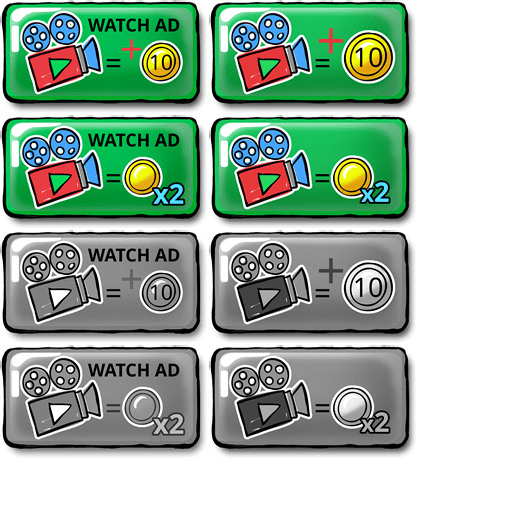 WATCH AD
= + 10
= + 10
WATCH AD
= x2
= x2
WATCH AD
= + 10
= + 10
WATCH AD
= x2
= x2